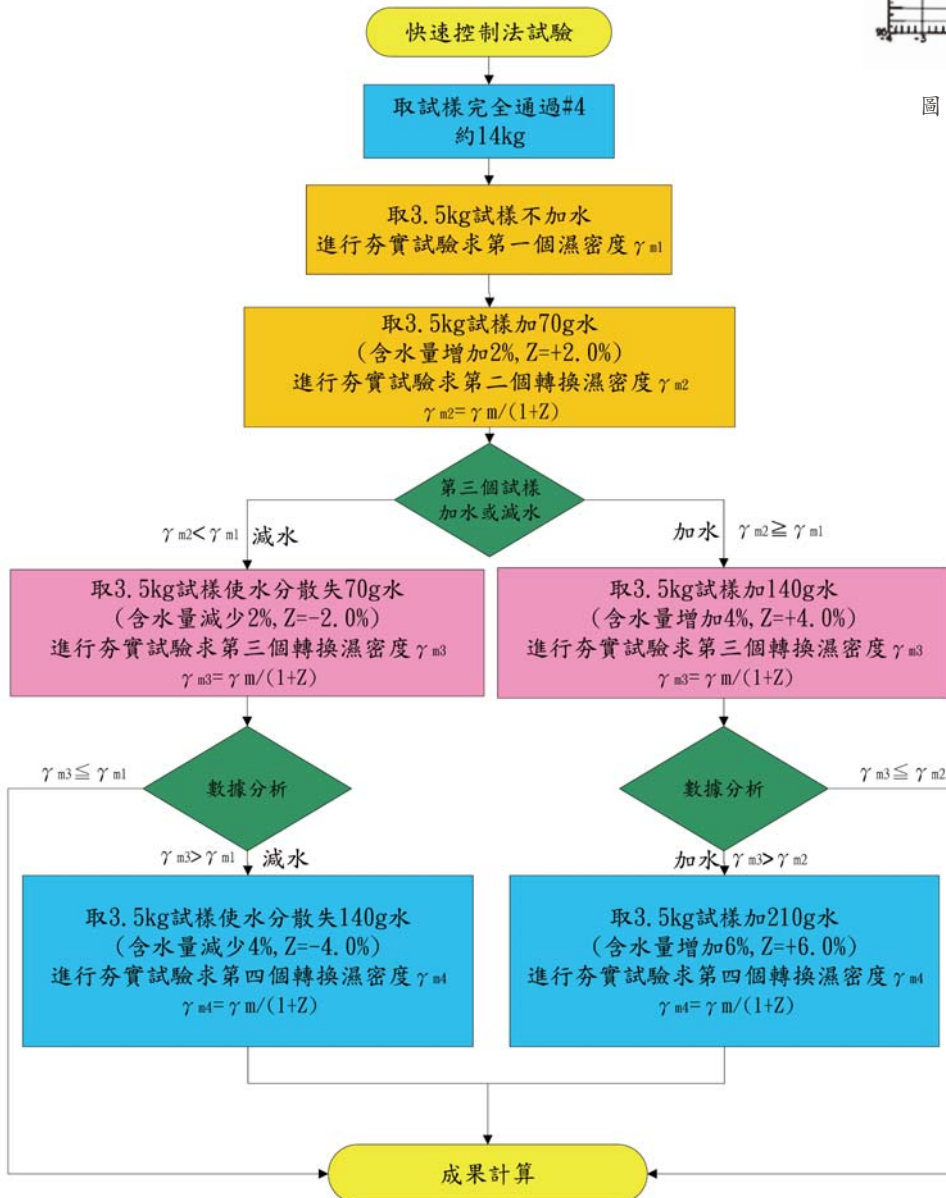 快速控制法試驗
取試樣完全通過#4
約14kg
圖
取3.5kg試樣不加水
進行夯實試驗求第一個濕密度γm1
取3.5kg試樣加70g水
(含水量增加2%,Z=+2.0%)
進行夯實試驗求第二個轉換濕密度γm2
γm2=γm/(1+Z)
第三個試樣
加水或減水
γm2<γm1 減水
加水 γm2≧γm1
取3.5kg試樣使水分散失70g水
(含水量減少2%,Z=-2.0%)
進行夯實試驗求第三個轉換濕密度γm3
γm3=γm/(1+Z)
取3.5kg試樣加140g水
(含水量增加4%,Z=+4.0%)
進行夯實試驗求第三個轉換濕密度γm3
γm3=γm/(1+Z)
γm3≦γm1
數據分析
數據分析
γm3≦γm2
γm3>γm1 減水
加水 γm3>γm2
取3.5kg試樣使水分散失140g水
(含水量減少4%,Z=-4.0%)
進行夯實試驗求第四個轉換濕密度γm4
γm4=γm/(1+Z)
取3.5kg試樣加210g水
(含水量增加6%,Z=+6.0%)
進行夯實試驗求第四個轉換濕密度γm4
γm4=γm/(1+Z)
成果計算